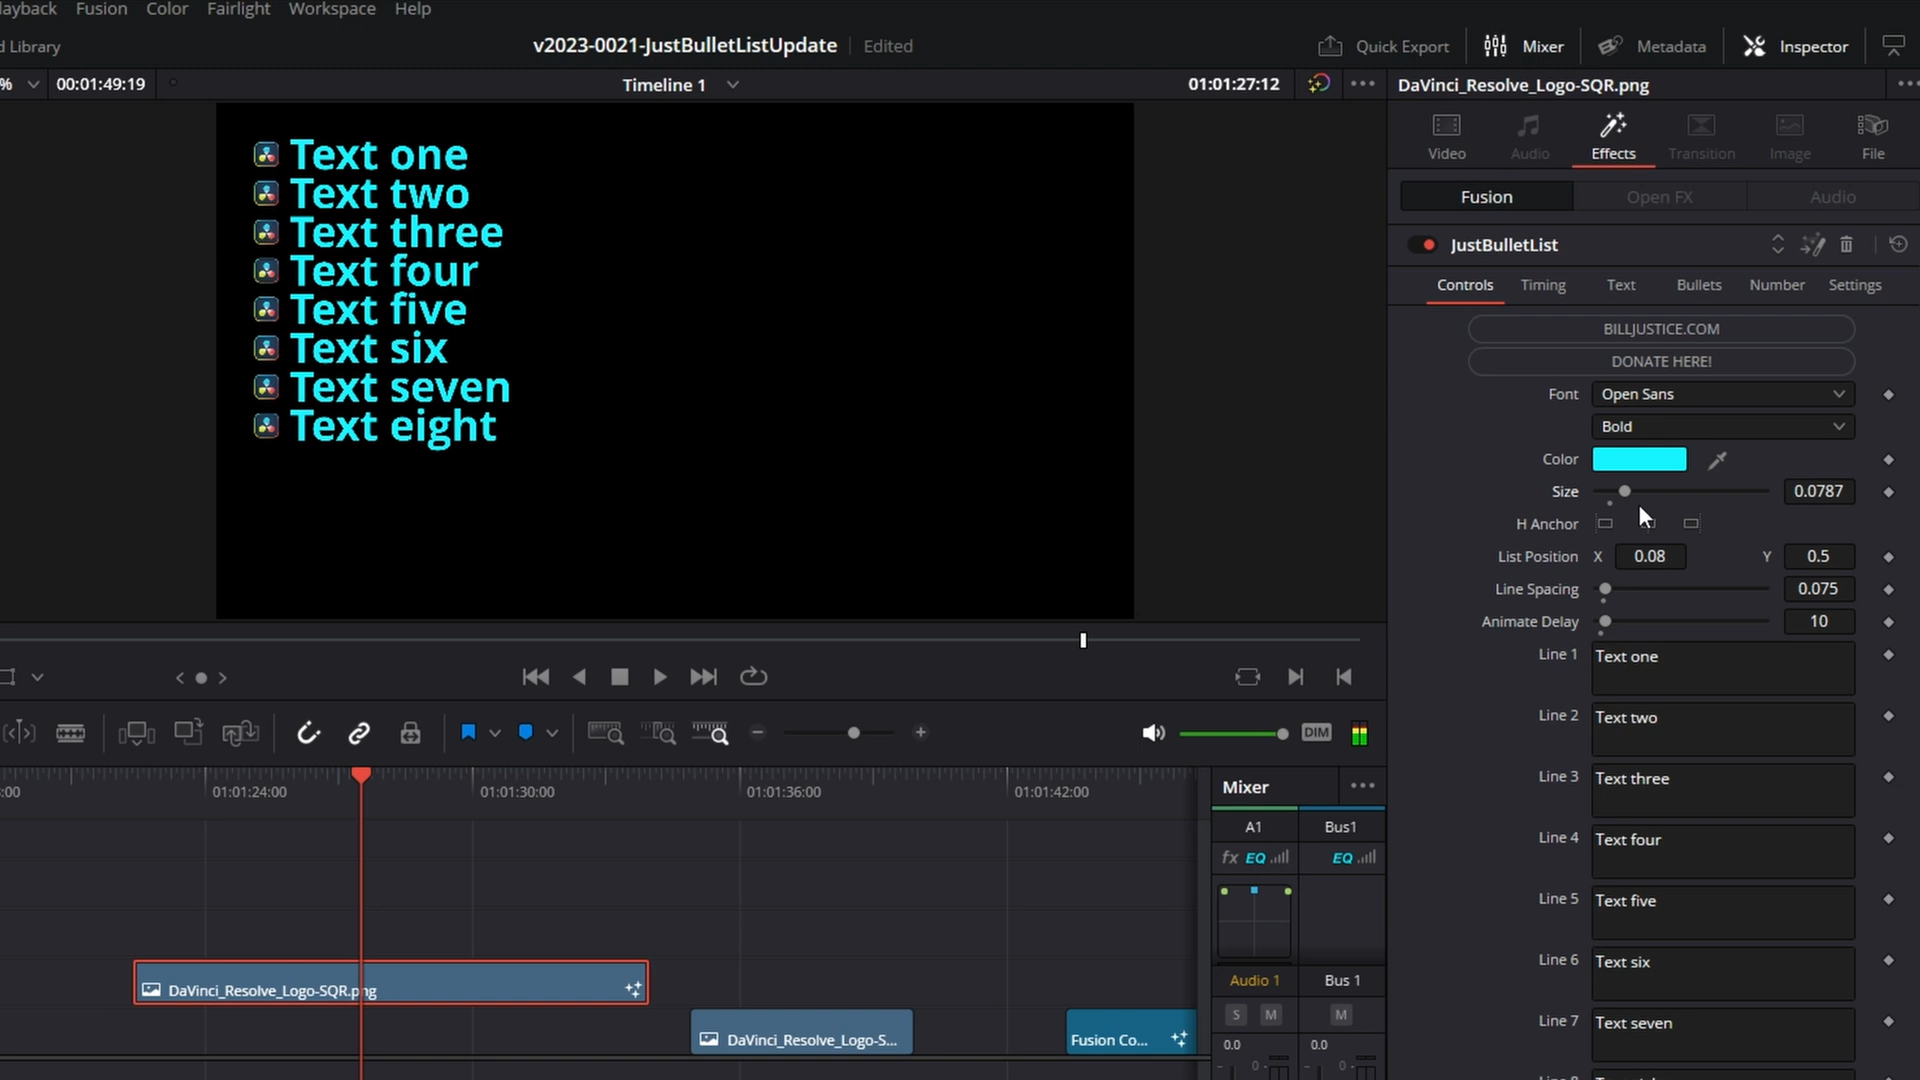 layback Fusion Color Fairlight Workspace Help
d Library v2023-0021-JustBulletListUpdate Edited Quick Export Mixer Metadata Inspector
% 00:01:49:19 Timeline 1 01:01:27:12 DaVinci_Resolve_Logo-SQR.png
Text one
Text two
Text three
Text four
Text five
Text six
Text seven
Text eight
Video Audio Effects Transition Image File
Fusion Open FX Audio
JustBulletList
Controls Timing Text Bullets Number Settings
BILLJUSTICE.COM
DONATE HERE!
Font Open Sans
Bold
Color
Size 0.0787
H Anchor
List Position X 0.08 Y 0.5
Line Spacing 0.075
Animate Delay 10
Line 1 Text one
Line 2 Text two
Line 3 Text three
Line 4 Text four
Line 5 Text five
Line 6 Text six
Line 7 Text seven
DIM
:00 01:01:24:00 01:01:30:00 01:01:36:00 01:01:42:00
Mixer
A1 Bus1
fx EQ EQ
Audio 1 Bus 1
S M M
0.0 0.0
0- 0-
DaVinci_Resolve_Logo-SQR.png
DaVinci_Resolve_Logo-S...
Fusion Co...